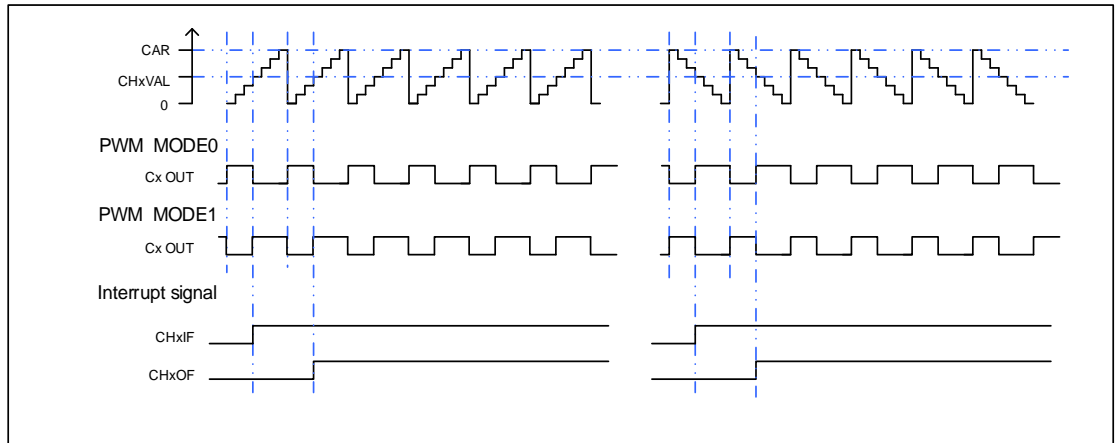 CAR
CHxVAL
0
PWM MODE0
Cx OUT
PWM MODE1
Cx OUT
Interrupt signal
CHxIF
CHxOF